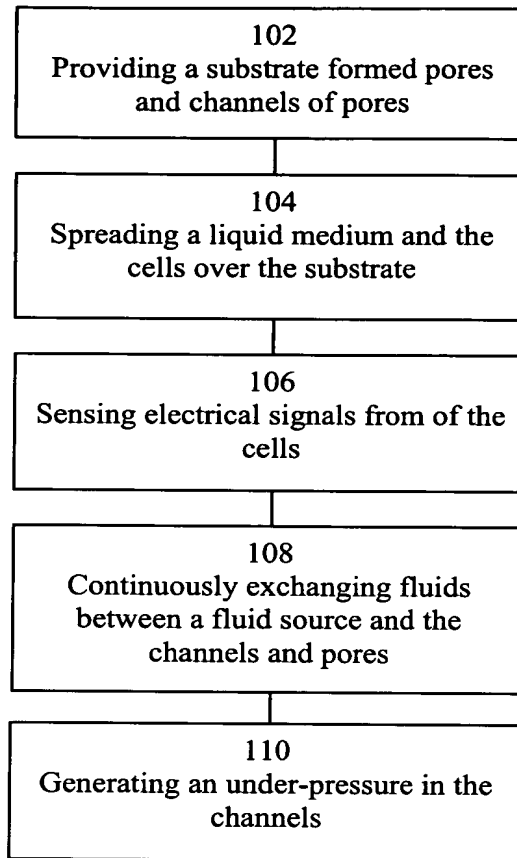 102
Providing a substrate formed pores
and channels of pores
104
Spreading a liquid medium and the
cells over the substrate
106
Sensing electrical signals from of the
cells
108
Continuously exchanging fluids
between a fluid source and the
channels and pores
110
Generating an under-pressure in the
channels